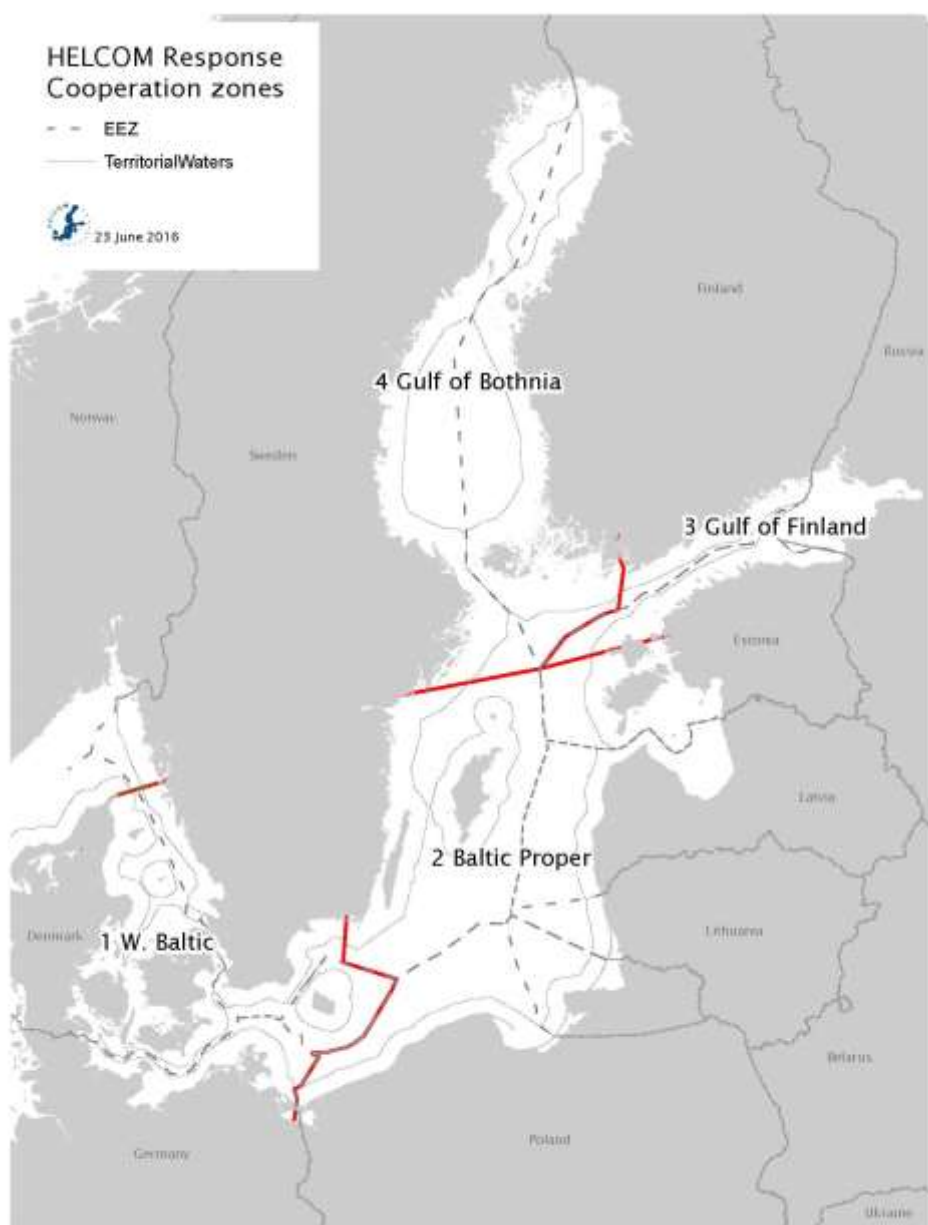 HELCOM Response
Cooperation zones
EEZ
TerritorialWaters
23 June 2016
Finland
Russia
4 Gulf of Bothnia
Norway
Sweden
3 Gulf of Finland
Estonia
Latvia
2 Baltic Proper
Lithuania
Denmark
1 W. Baltic
Belarus
Poland
Germany
Ukraine